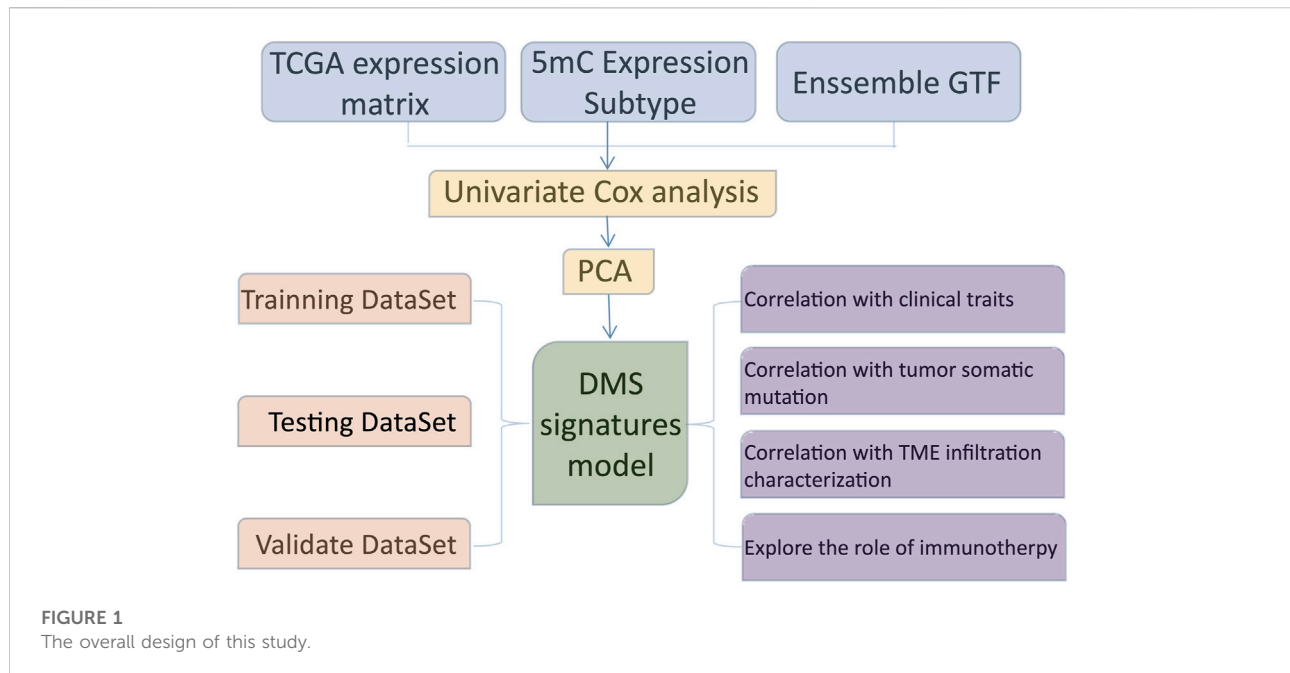 TCGA expression
matrix
5mC Expression
Subtype
Enssemble GTF
Univariate Cox analysis
PCA
Trainning DataSet
Testing DataSet
Validate DataSet
DMS
signatures
model
Correlation with clinical traits
Correlation with tumor somatic
mutation
Correlation with TME infiltration
characterization
Explore the role of immunotherpy
FIGURE 1
The overall design of this study.